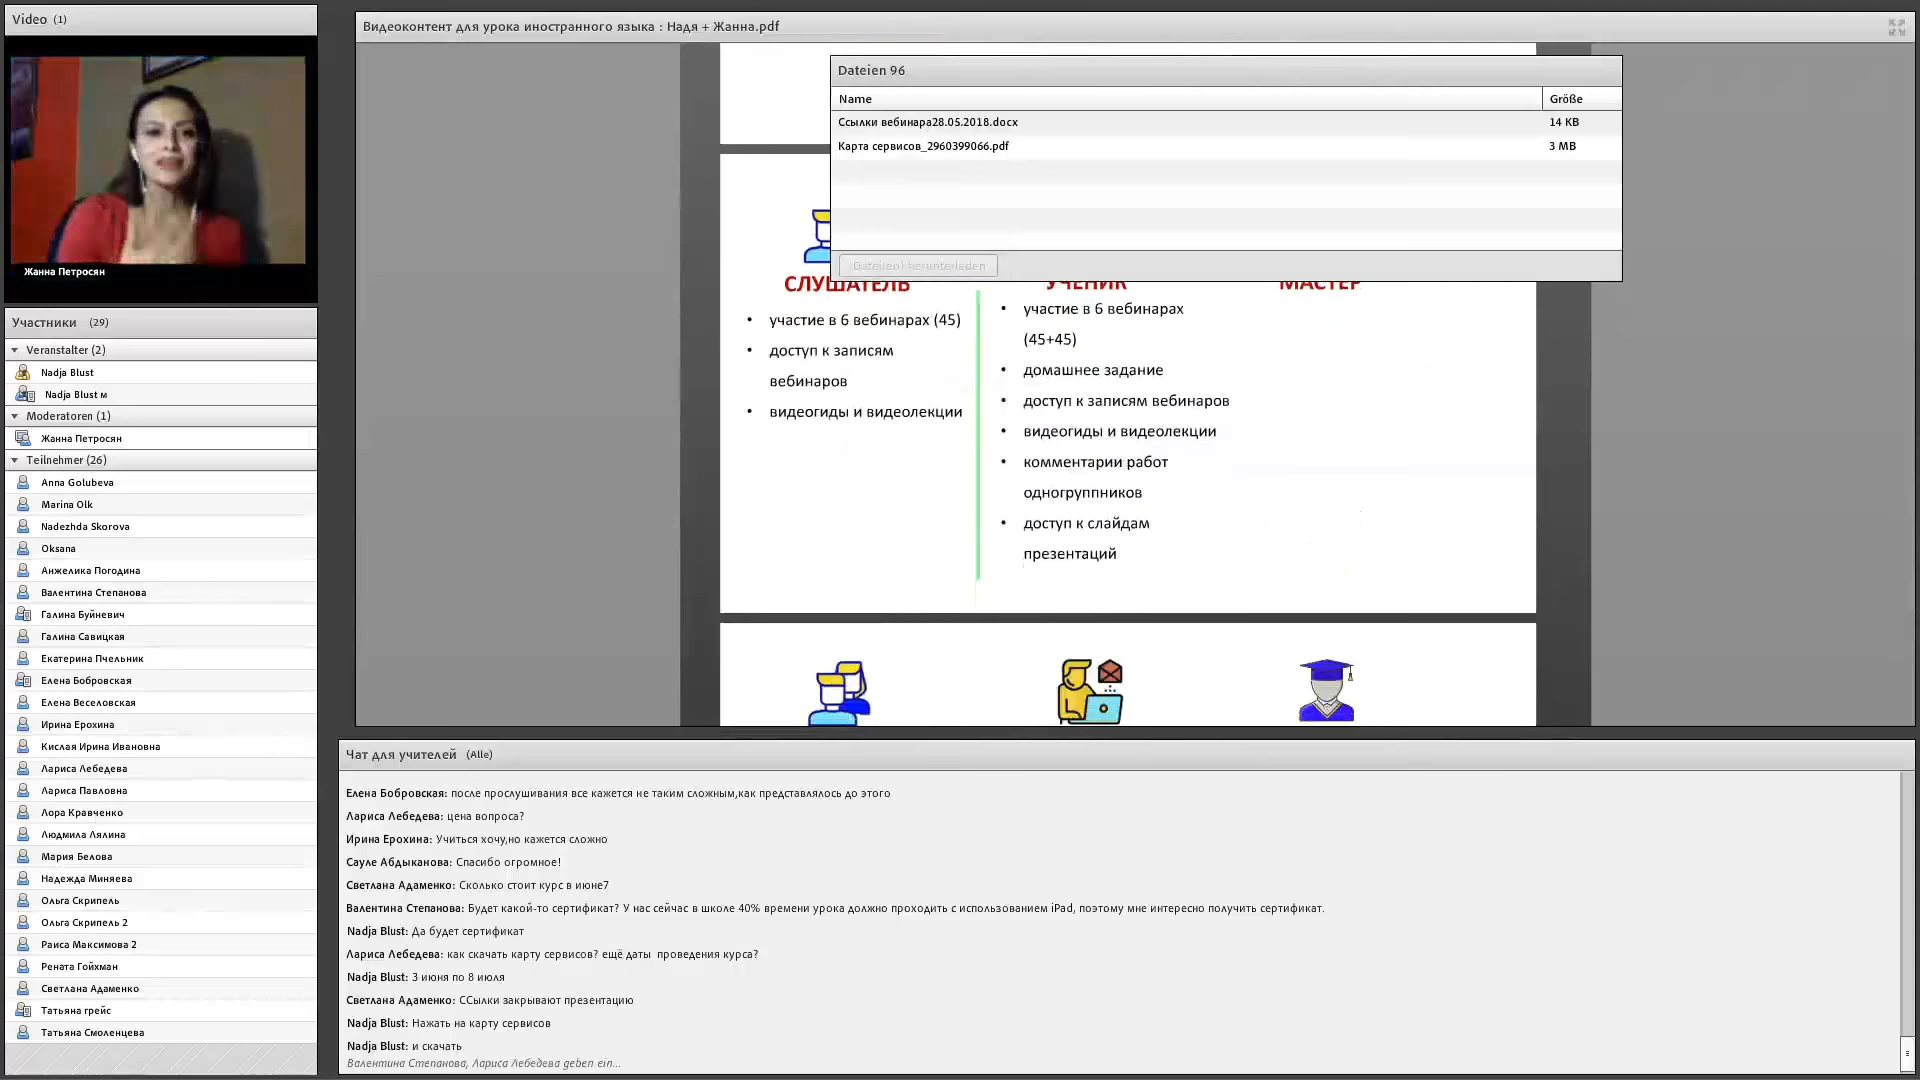 Video (1)
Жанна Петросян
Участники (29)
Veranstalter (2)
Nadja Blust
Nadja Blust м
Moderatoren (1)
Жанна Петросян
Teilnehmer (26)
Anna Golubeva
Marina Olk
Nadezhda Skorova
Oksana
Анжелика Погодина
Валентина Степанова
Галина Буйневич
Галина Савицкая
Екатерина Пчельник
Елена Бобровская
Елена Веселовская
Ирина Ерохина
Кислая Ирина Ивановна
Лариса Лебедева
Лариса Павловна
Лора Кравченко
Людмила Лялина
Мария Белова
Надежда Миняева
Ольга Скрипель
Ольга Скрипель 2
Раиса Максимова 2
Рената Гойхман
Светлана Адаменко
Татьяна грейс
Татьяна Смоленцева
Видеоконтент для урока иностранного языка : Надя + Жанна.pdf
Dateien 96
Name Größe
Ссылки вебинара28.05.2018.docx 14 KB
Карта сервисов_2960399066.pdf 3 MB
Datei(en) herunterladen
СЛУШАТЕЛЬ
• участие в 6 вебинарах (45)
• доступ к записям
вебинаров
• видеогиды и видеолекции
УЧЕНИК
• участие в 6 вебинарах
(45+45)
• домашнее задание
• доступ к записям вебинаров
• видеогиды и видеолекции
• комментарии работ
одногруппников
• доступ к слайдам
презентаций
МАСТЕР
Чат для учителей (Alle)
Елена Бобровская: после прослушивания все кажется не таким сложным,как представлялось до этого
Лариса Лебедева: цена вопроса?
Ирина Ерохина: Учиться хочу,но кажется сложно
Сауле Абдыканова: Спасибо огромное!
Светлана Адаменко: Сколько стоит курс в июне7
Валентина Степанова: Будет какой-то сертификат? У нас сейчас в школе 40% времени урока должно проходить с использованием iPad, поэтому мне интересно получить сертификат.
Nadja Blust: Да будет сертификат
Лариса Лебедева: как скачать карту сервисов? ещё даты проведения курса?
Nadja Blust: 3 июня по 8 июля
Светлана Адаменко: ССылки закрывают презентацию
Nadja Blust: Нажать на карту сервисов
Nadja Blust: и скачать
Валентина Степанова, Лариса Лебедева geben ein...